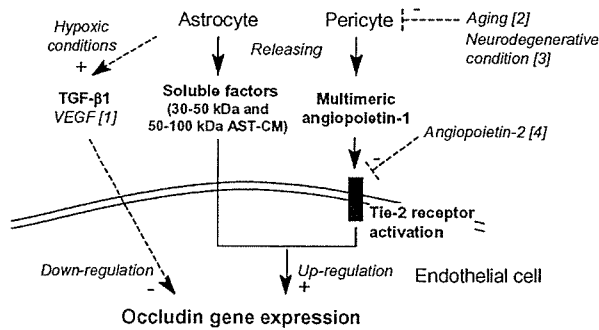 Astrocyte
Pericyte
-
Aging [2]
Neurodegenerative
condition [3]
Hypoxic
conditions
+
Releasing
TGF-β1
VEGF [1]
Soluble factors
(30-50 kDa and
50-100 kDa AST-CM)
Multimeric
angiopoietin-1
Angiopoietin-2 [4]
-
Tie-2 receptor
activation
Down-regulation
-
Up-regulation
+
Endothelial cell
Occludin gene expression